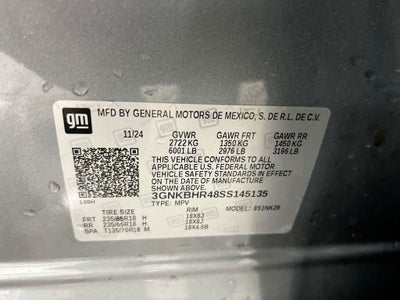 gm
MFD BY GENERAL MOTORS DE MEXICO, S. DE R.L. DE C.V.
11/24 GVWR GAWR FRT GAWR RR
2722 KG 1350 KG 1450 KG
6001 LB 2976 LB 3196 LB
THIS VEHICLE CONFORMS TO ALL APPLICABLE
U.S. FEDERAL MOTOR VEHICLE
SAFETY STANDARDS IN EFFECT ON THE DATE OF
MANUFACTURE SHOWN ABOVE.
3GNKBHR48SS145135
TYPE: MPV MODEL: 8S1NK26
TIRE SIZE RIM
FRT 235/65R18 H 18X8J
RR 235/65R18 H 18X8J
SPA T135/70R18 M 18X4.5B